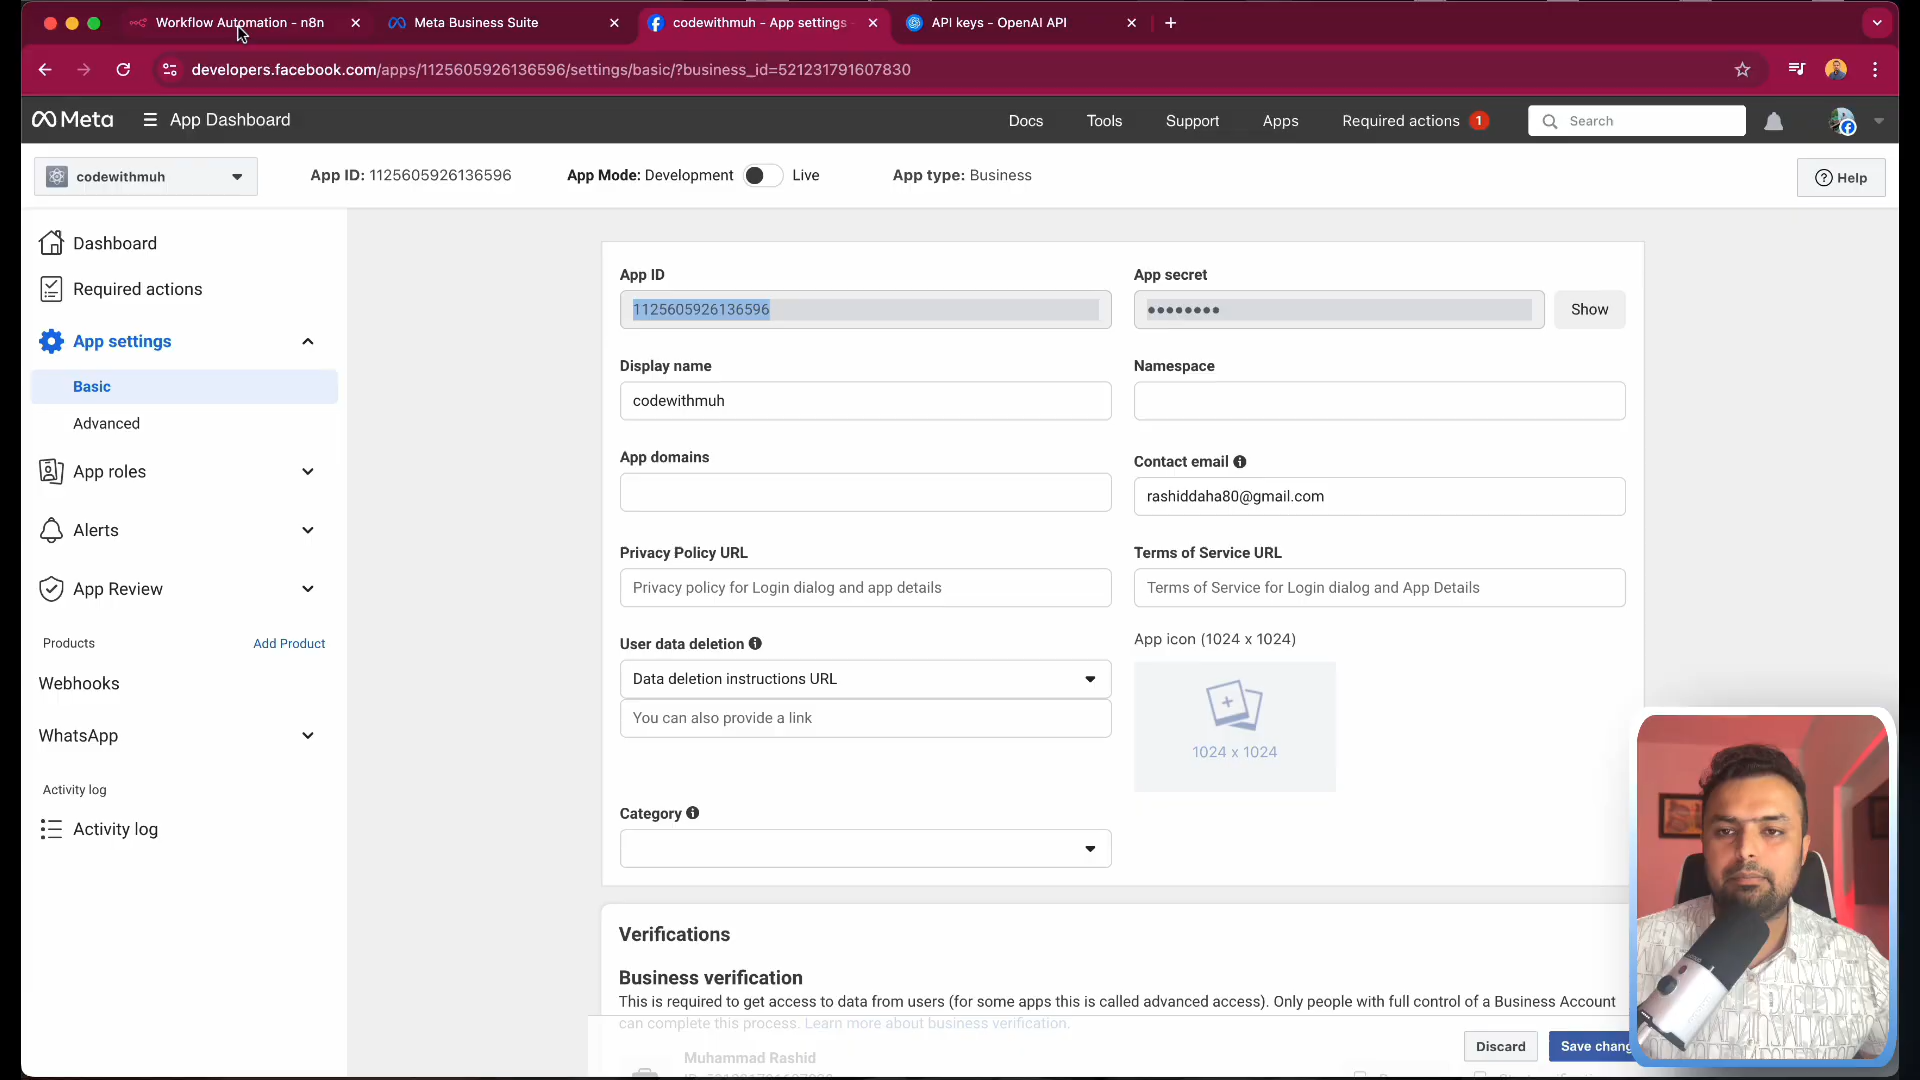 Workflow Automation - n8n
Meta Business Suite
codewithmuh - App settings
API keys - OpenAI API
developers.facebook.com/apps/1125605926136596/settings/basic/?business_id=521231791607830
Meta
App Dashboard
Docs
Tools
Support
Apps
Required actions 1
Search
codewithmuh
App ID: 1125605926136596
App Mode: Development
Live
App type: Business
Help
Dashboard
Required actions
App settings
Basic
Advanced
App roles
Alerts
App Review
Products
Add Product
Webhooks
WhatsApp
Activity log
Activity log
App ID
1125605926136596
App secret
••••••••
Show
Display name
codewithmuh
Namespace
App domains
Contact email
rashiddaha80@gmail.com
Privacy Policy URL
Privacy policy for Login dialog and app details
Terms of Service URL
Terms of Service for Login dialog and App Details
User data deletion
Data deletion instructions URL
You can also provide a link
App icon (1024 x 1024)
1024 x 1024
Category
Verifications
Business verification
This is required to get access to data from users (for some apps this is called advanced access). Only people with full control of a Business Account
can complete this process. Learn more about business verification.
Muhammad Rashid
Discard
Save chang